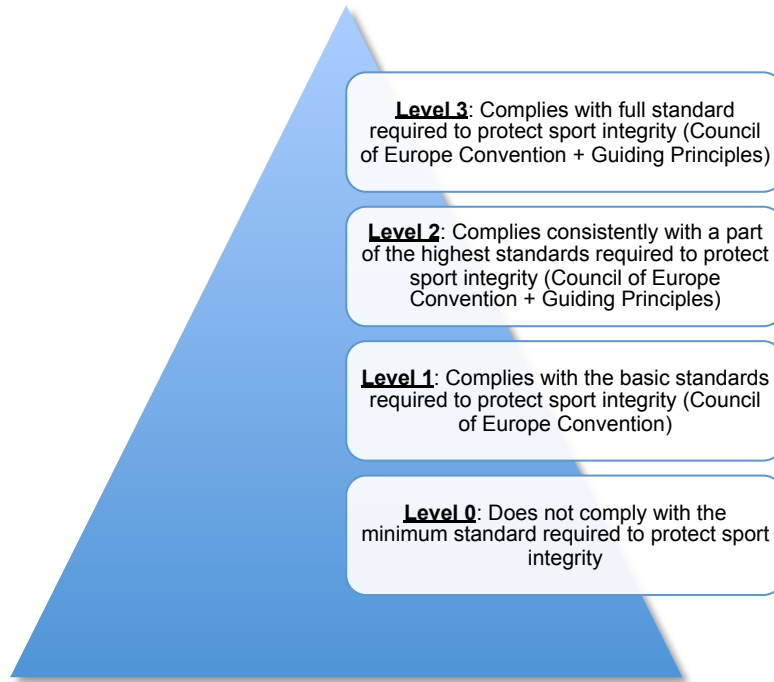 Level 3: Complies with full standard
required to protect sport integrity (Council
of Europe Convention + Guiding Principles)
Level 2: Complies consistently with a part
of the highest standards required to protect
sport integrity (Council of Europe
Convention + Guiding Principles)
Level 1: Complies with the basic standards
required to protect sport integrity (Council
of Europe Convention)
Level 0: Does not comply with the
minimum standard required to protect sport
integrity